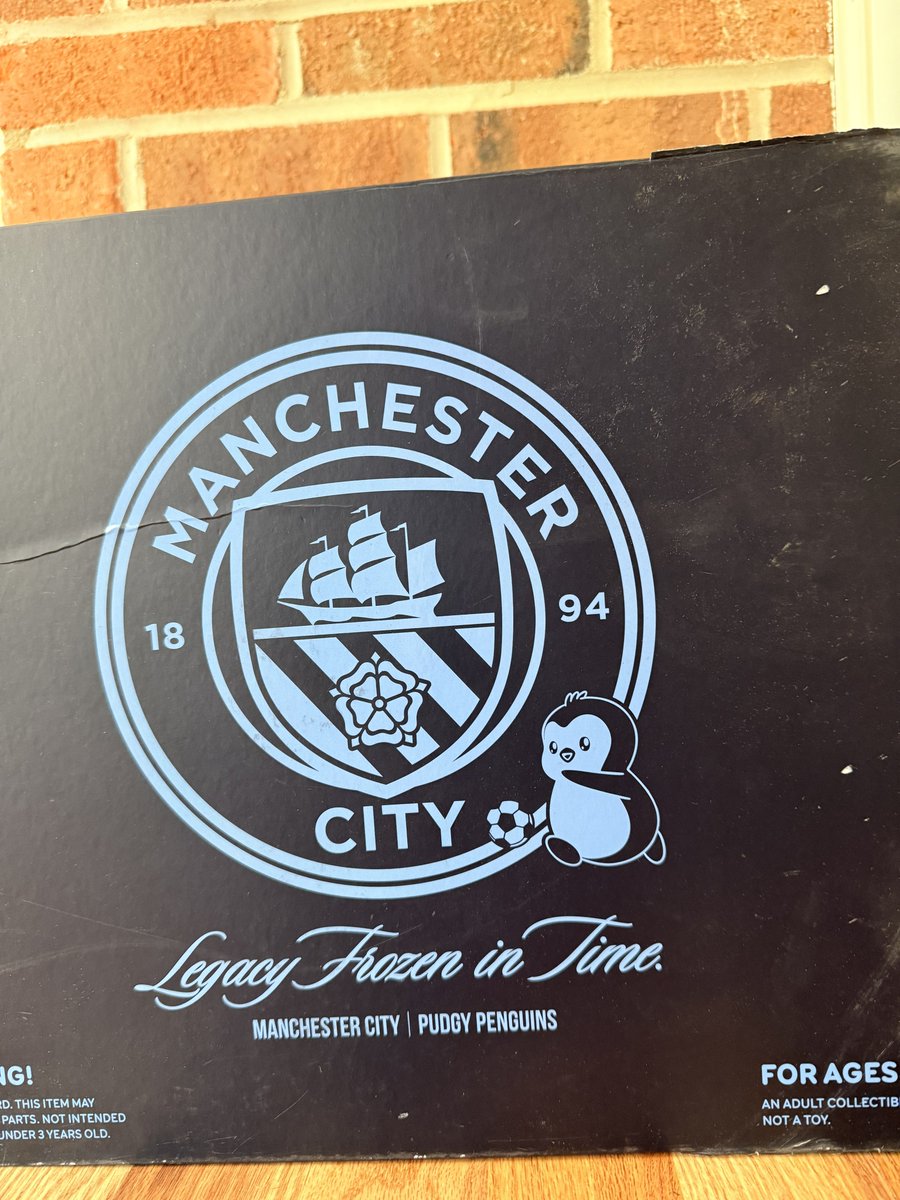 MANCHESTER
18 94
CITY
Legacy Frozen in Time.
MANCHESTER CITY | PUDGY PENGUINS
NG!
RD. THIS ITEM MAY
PARTS. NOT INTENDED
UNDER 3 YEARS OLD.
FOR AGES
AN ADULT COLLECTIB
NOT A TOY.